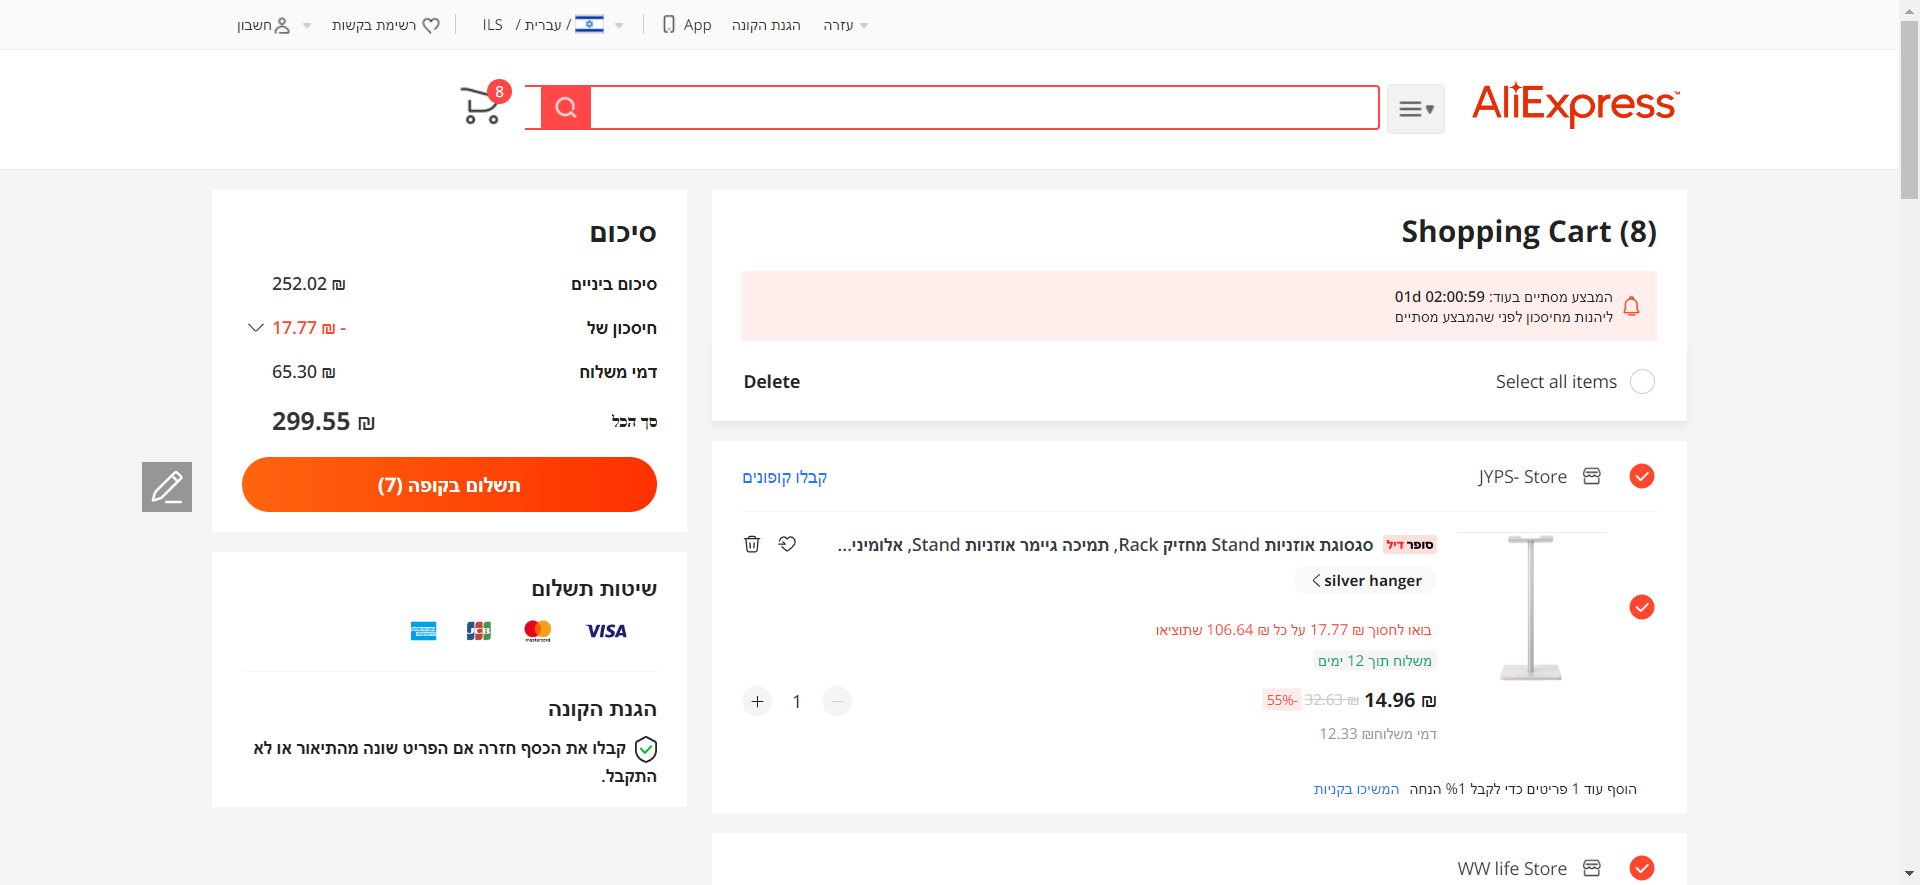 עזרה
הגנת הקונה
App
/ עברית / ILS
רשימת בקשות
חשבון
AliExpress™
8
Shopping Cart (8)
המבצע מסתיים בעוד: 01d 02:00:59
ליהנות מחיסכון לפני שהמבצע מסתיים
Select all items
Delete
JYPS- Store
קבלו קופונים
סופר דיל
סגסוגת אוזניות Stand מחזיק Rack, תמיכה גיימר אוזניות Stand, אלומיני...
silver hanger
בואו לחסוך ₪ 17.77 על כל ₪ 106.64 שתוציאו
משלוח תוך 12 ימים
₪ 14.96 ₪ 32.63 -55%
1
דמי משלוח₪ 12.33
הוסף עוד 1 פריטים כדי לקבל 1% הנחה המשיכו בקניות
WW life Store
סיכום
סיכום ביניים ₪ 252.02
חיסכון של - ₪ 17.77
דמי משלוח ₪ 65.30
סך הכל ₪ 299.55
תשלום בקופה (7)
שיטות תשלום
VISA
mastercard
JCB
הגנת הקונה
קבלו את הכסף חזרה אם הפריט שונה מהתיאור או לא
התקבל.